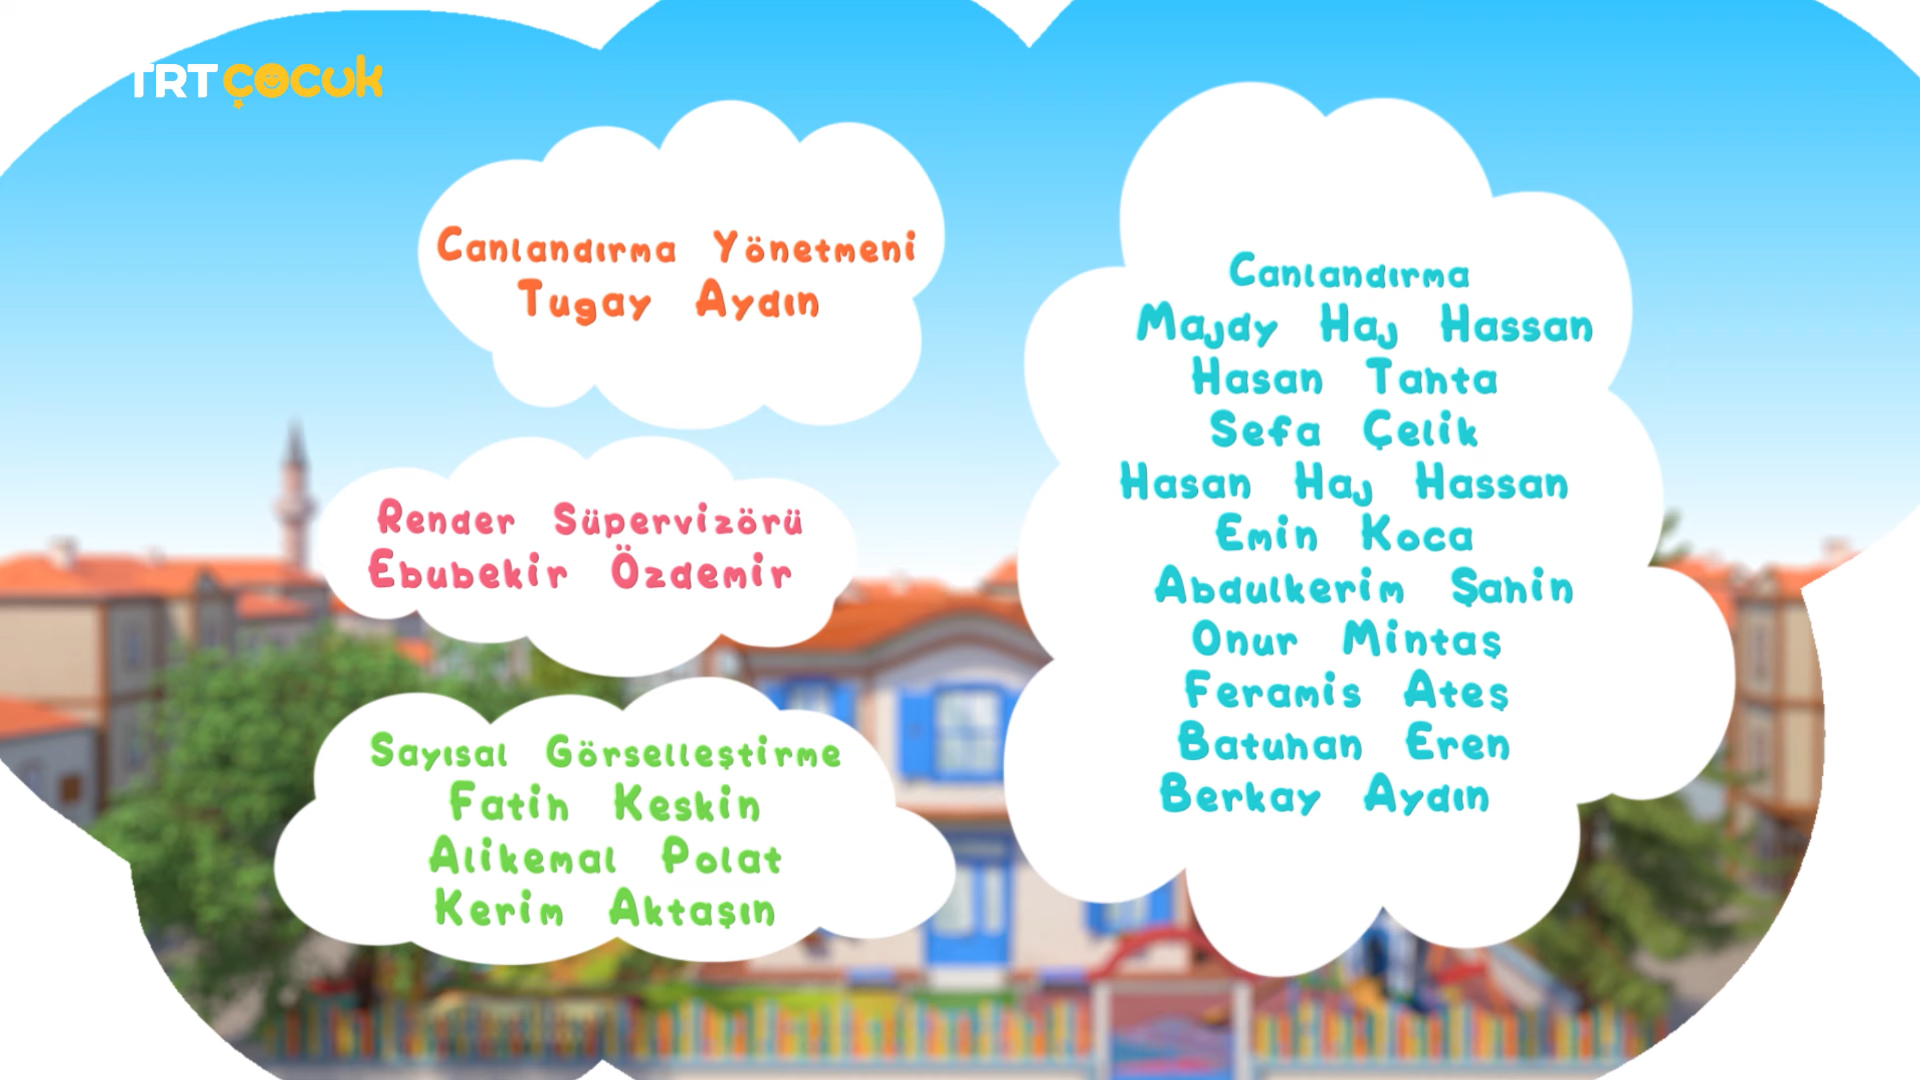 TRT çocuk
Canlandırma Yönetmeni
Tugay Aydın
Render Süpervizörü
Ebubekir Özdemir
Sayısal Görselleştirme
Fatih Keskin
Alikemal Polat
Kerim Aktaşın
Canlandırma
Majdy Haj Hassan
Hasan Tahta
Sefa Çelik
Hasan Haj Hassan
Emin Koca
Abdulkerim Şahin
Onur Mintaş
Feramis Ateş
Batuhan Eren
Berkay Aydın